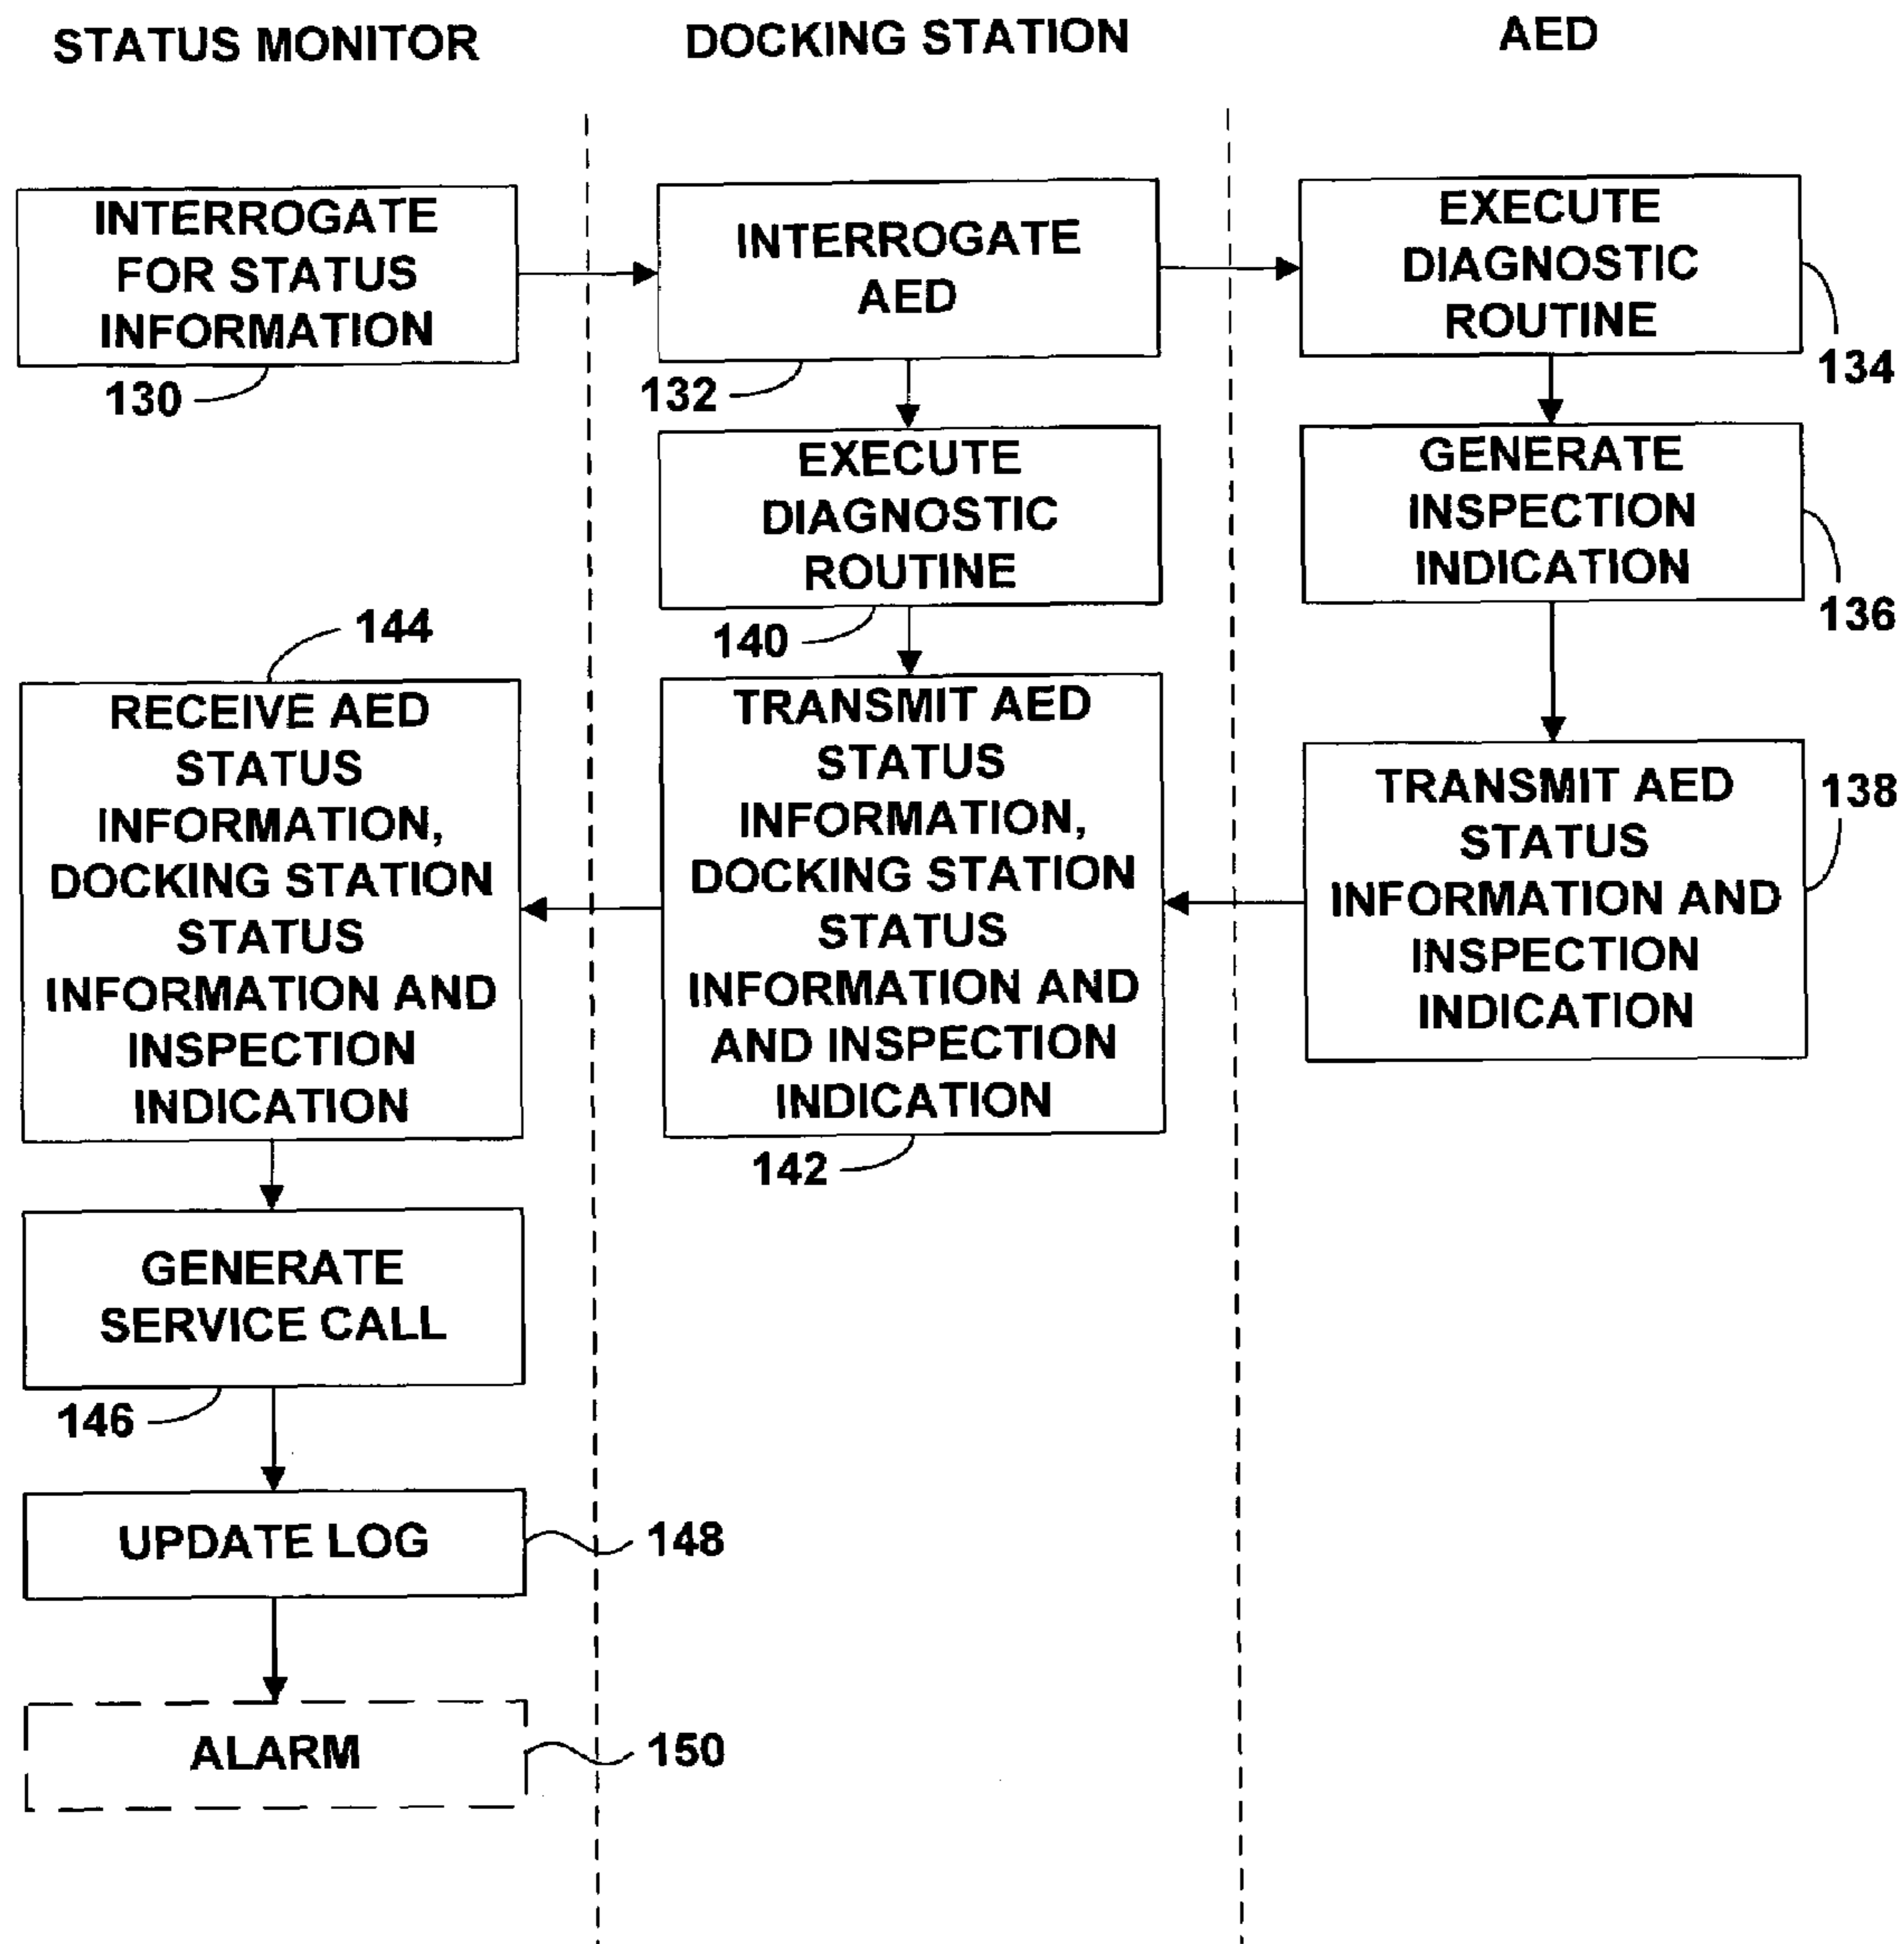 STATUS MONITOR
DOCKING STATION
AED
INTERROGATE
FOR STATUS
INFORMATION
130
INTERROGATE
AED
132
EXECUTE
DIAGNOSTIC
ROUTINE
134
EXECUTE
DIAGNOSTIC
ROUTINE
140
GENERATE
INSPECTION
INDICATION
136
144
RECEIVE AED
STATUS
INFORMATION,
DOCKING STATION
STATUS
INFORMATION AND
INSPECTION
INDICATION
TRANSMIT AED
STATUS
INFORMATION,
DOCKING STATION
STATUS
INFORMATION AND
AND INSPECTION
INDICATION
142
TRANSMIT AED
STATUS
INFORMATION AND
INSPECTION
INDICATION
138
GENERATE
SERVICE CALL
146
UPDATE LOG
148
ALARM
150